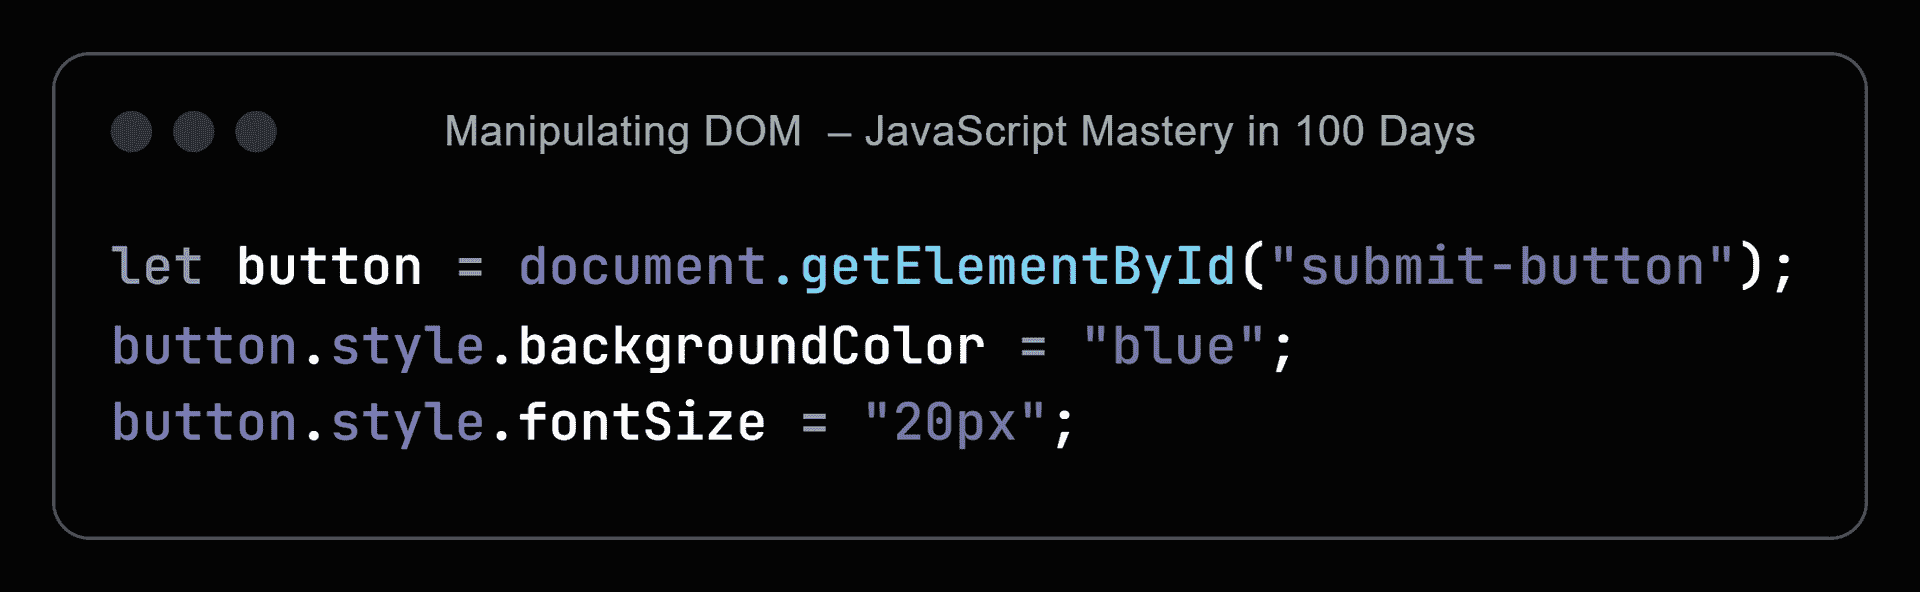 Manipulating DOM – JavaScript Mastery in 100 Days
let button = document.getElementById("submit-button");
button.style.backgroundColor = "blue";
button.style.fontSize = "20px";